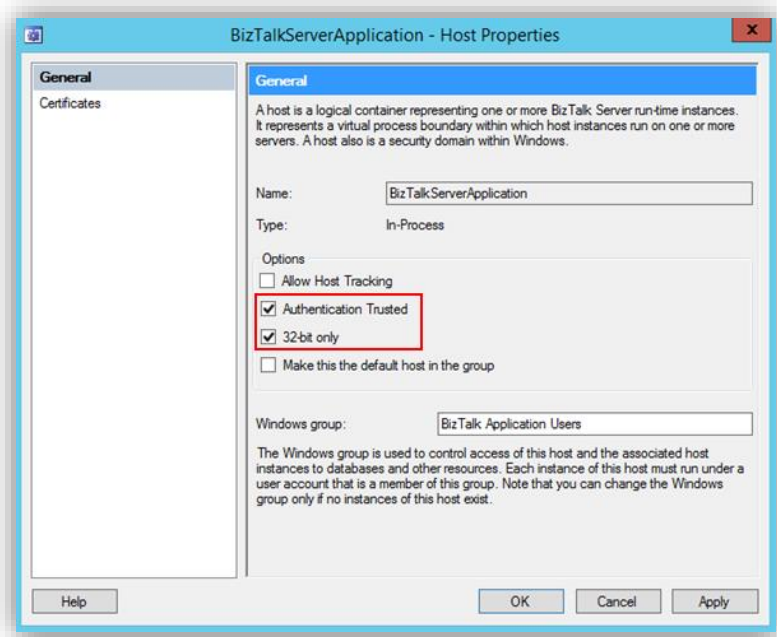 BizTalkServerApplication - Host Properties
x
General
Certificates
General
A host is a logical container representing one or more BizTalk Server run-time instances.
It represents a virtual process boundary within which host instances run on one or more
servers. A host also is a security domain within Windows.
Name: BizTalkServerApplication
Type: In-Process
Options
Allow Host Tracking
Authentication Trusted
32-bit only
Make this the default host in the group
Windows group: BizTalk Application Users
The Windows group is used to control access of this host and the associated host
instances to databases and other resources. Each instance of this host must run under a
user account that is a member of this group. Note that you can change the Windows
group only if no instances of this host exist.
Help OK Cancel Apply